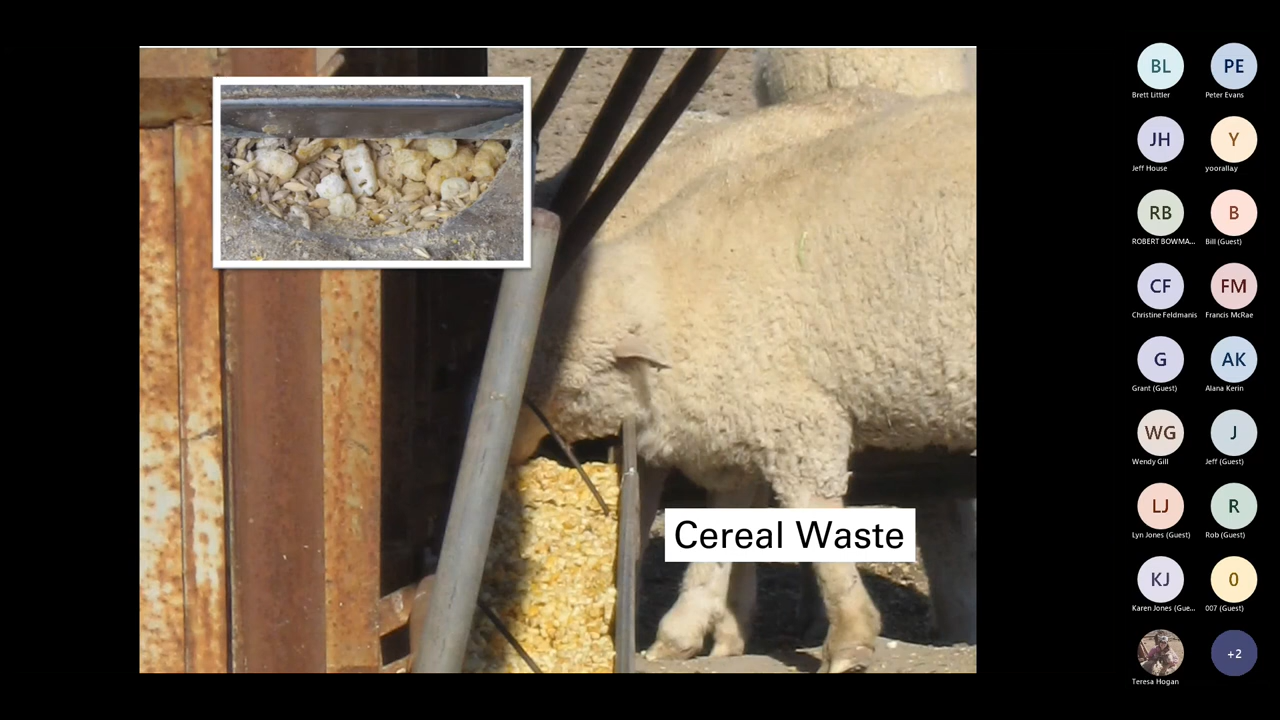 Cereal Waste
BL
PE
Brett Littler
Peter Evans
JH
Y
Jeff House
yoorallay
RB
B
ROBERT BOWMA...
Bill (Guest)
CF
FM
Christine Feldmanis
Francis McRae
G
AK
Grant (Guest)
Alana Kerin
WG
J
Wendy Gill
Jeff (Guest)
LJ
R
Lyn Jones (Guest)
Rob (Guest)
KJ
0
Karen Jones (Gue...
007 (Guest)
+2
Teresa Hogan